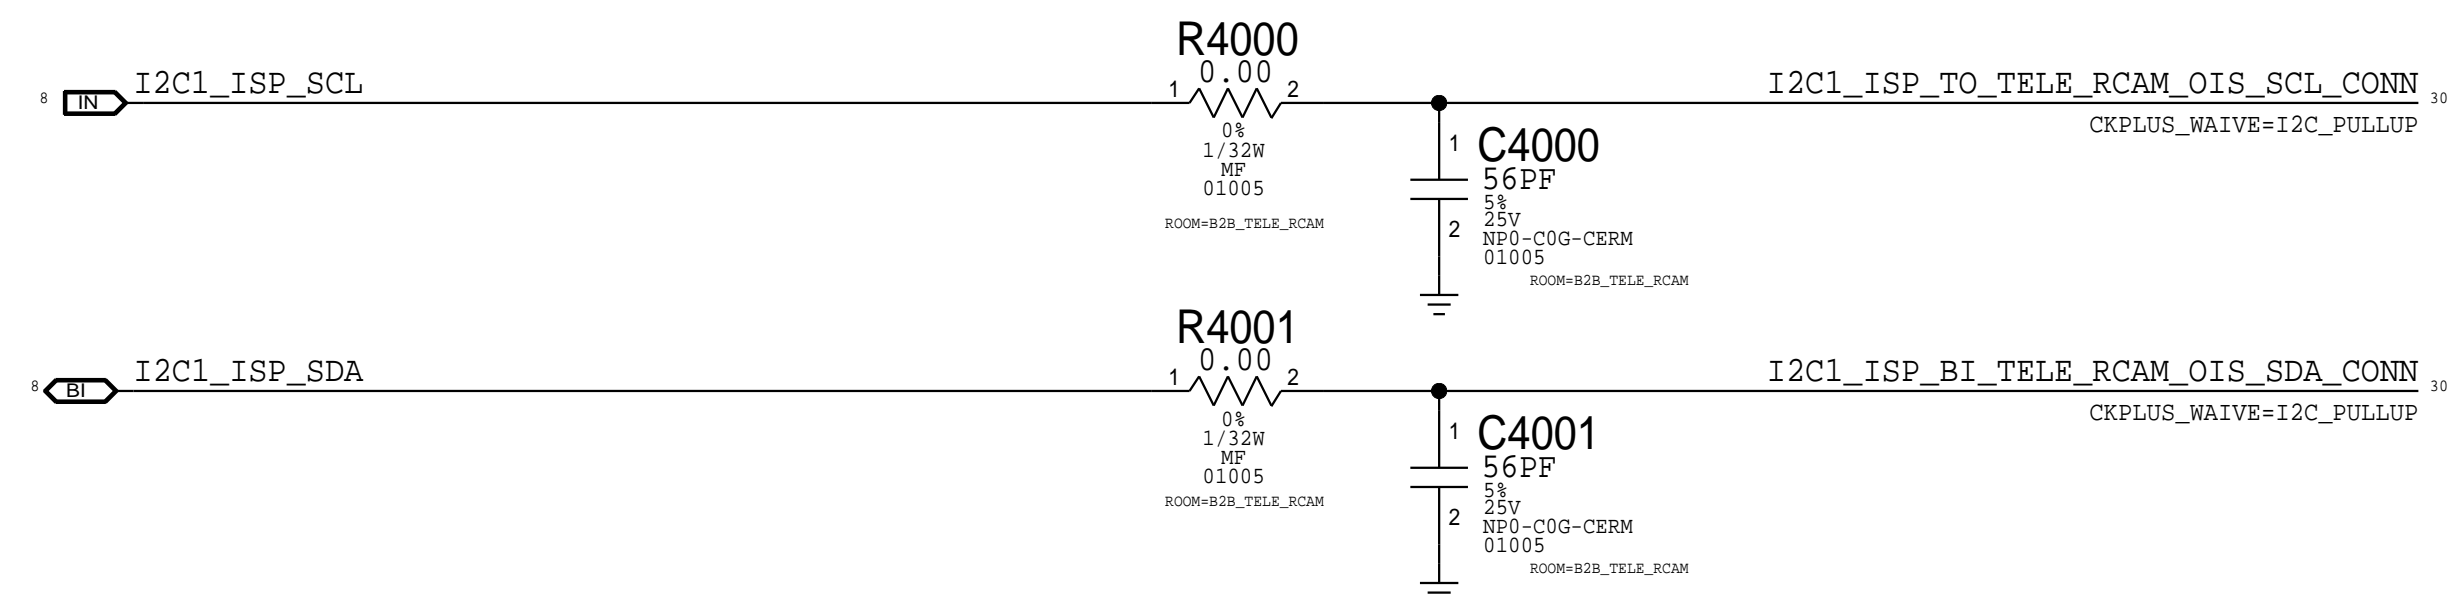 R4000
0.00
8 IN I2C1_ISP_SCL 1 2 I2C1_ISP_TO_TELE_RCAM_OIS_SCL_CONN 30
CKPLUS_WAIVE=I2C_PULLUP
0%
1/32W
MF
01005
ROOM=B2B_TELE_RCAM
1 C4000
56PF
5%
25V
2 NP0-C0G-CERM
01005
ROOM=B2B_TELE_RCAM
R4001
0.00
8 BI I2C1_ISP_SDA 1 2 I2C1_ISP_BI_TELE_RCAM_OIS_SDA_CONN 30
CKPLUS_WAIVE=I2C_PULLUP
0%
1/32W
MF
01005
ROOM=B2B_TELE_RCAM
1 C4001
56PF
5%
25V
2 NP0-C0G-CERM
01005
ROOM=B2B_TELE_RCAM